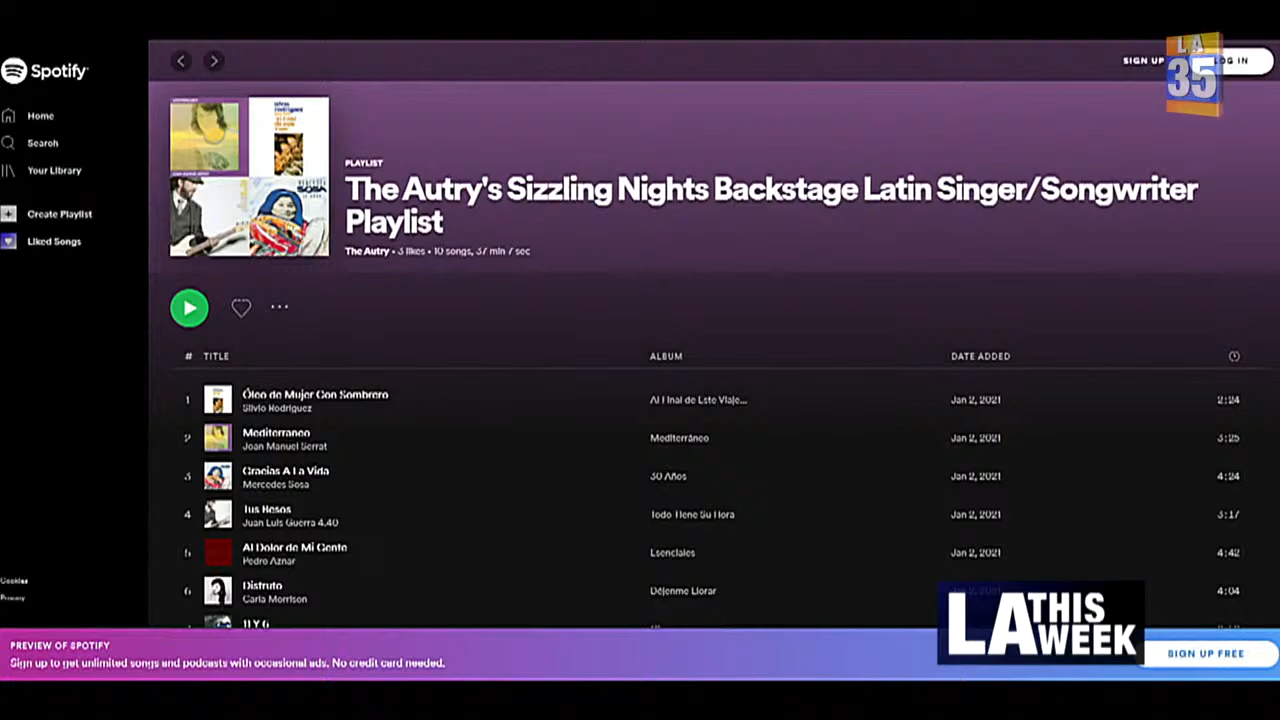 Spotify
Home
Search
Your Library
Create Playlist
Liked Songs
Cookies
Privacy
SIGN UP
LOG IN
LA
35
SOSA
PLAYLIST
The Autry's Sizzling Nights Backstage Latin Singer/Songwriter
Playlist
The Autry • 3 likes • 10 songs, 37 min 7 sec
# TITLE ALBUM DATE ADDED
1 Óleo de Mujer Con Sombrero Al Final de Este Viaje... Jan 2, 2021 2:24
Silvio Rodríguez
2 Mediterraneo Mediterráneo Jan 2, 2021 3:25
Joan Manuel Serrat
3 Gracias A La Vida 30 Años Jan 2, 2021 4:24
Mercedes Sosa
4 Tus Besos Todo Tiene Su Hora Jan 2, 2021 3:17
Juan Luis Guerra 4.40
5 Al Dolor de Mi Gente Esenciales Jan 2, 2021 4:42
Pedro Aznar
6 Disfruto Déjenme Llorar 4:04
Carla Morrison
11 Y 6
PREVIEW OF SPOTIFY
Sign up to get unlimited songs and podcasts with occasional ads. No credit card needed.
LA THIS
WEEK
SIGN UP FREE